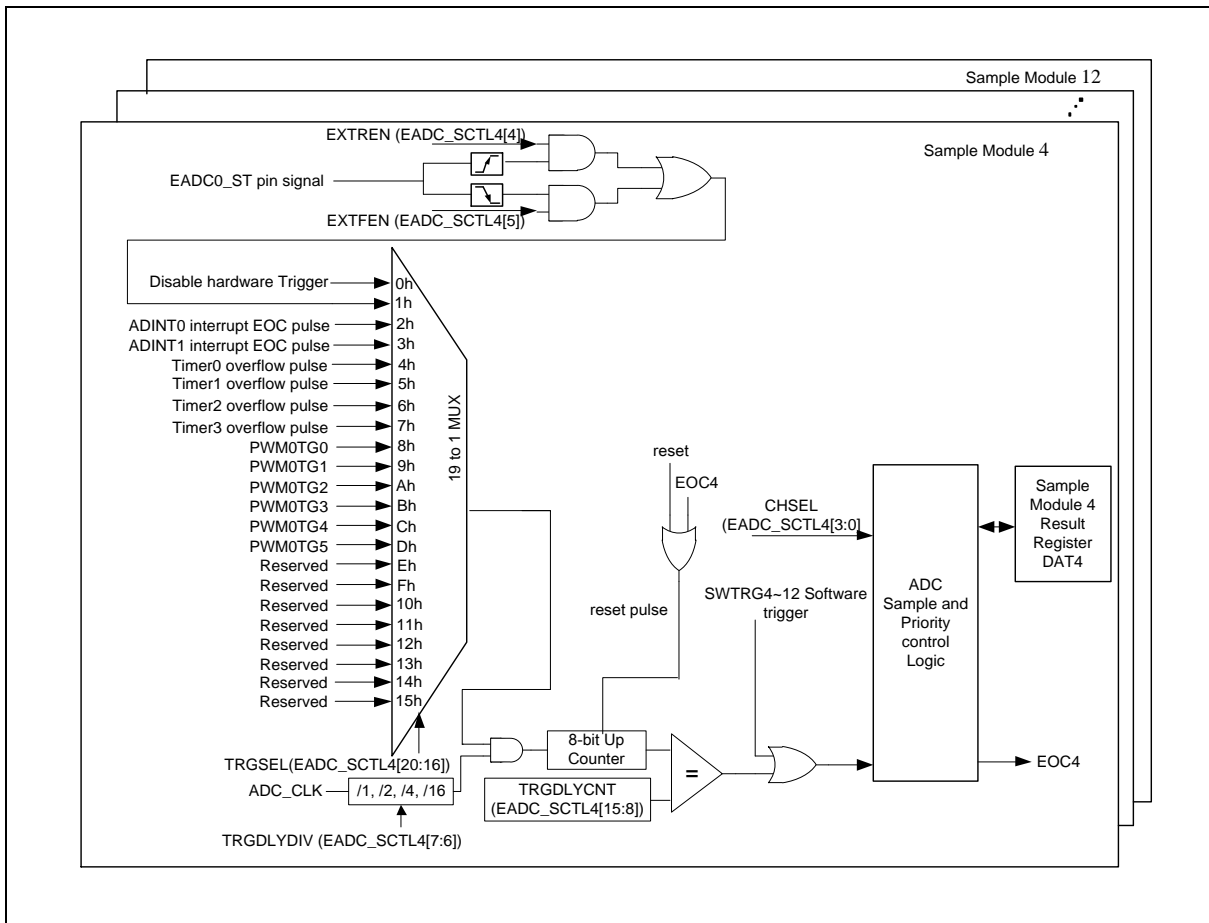 Sample Module 12
Sample Module 4
EXTREN (EADC_SCTL4[4])
EADC0_ST pin signal
EXTFEN (EADC_SCTL4[5])
Disable hardware Trigger
0h
1h
ADINT0 interrupt EOC pulse
2h
ADINT1 interrupt EOC pulse
3h
Timer0 overflow pulse
4h
Timer1 overflow pulse
5h
Timer2 overflow pulse
6h
Timer3 overflow pulse
7h
PWM0TG0
8h
PWM0TG1
9h
PWM0TG2
Ah
PWM0TG3
Bh
PWM0TG4
Ch
PWM0TG5
Dh
Reserved
Eh
Reserved
Fh
Reserved
10h
Reserved
11h
Reserved
12h
Reserved
13h
Reserved
14h
Reserved
15h
19 to 1 MUX
TRGSEL(EADC_SCTL4[20:16])
ADC_CLK
/1, /2, /4, /16
TRGDLYDIV (EADC_SCTL4[7:6])
reset
EOC4
reset pulse
8-bit Up
Counter
TRGDLYCNT
(EADC_SCTL4[15:8])
=
CHSEL
(EADC_SCTL4[3:0])
SWTRG4~12 Software
trigger
ADC
Sample and
Priority
control
Logic
Sample
Module 4
Result
Register
DAT4
EOC4